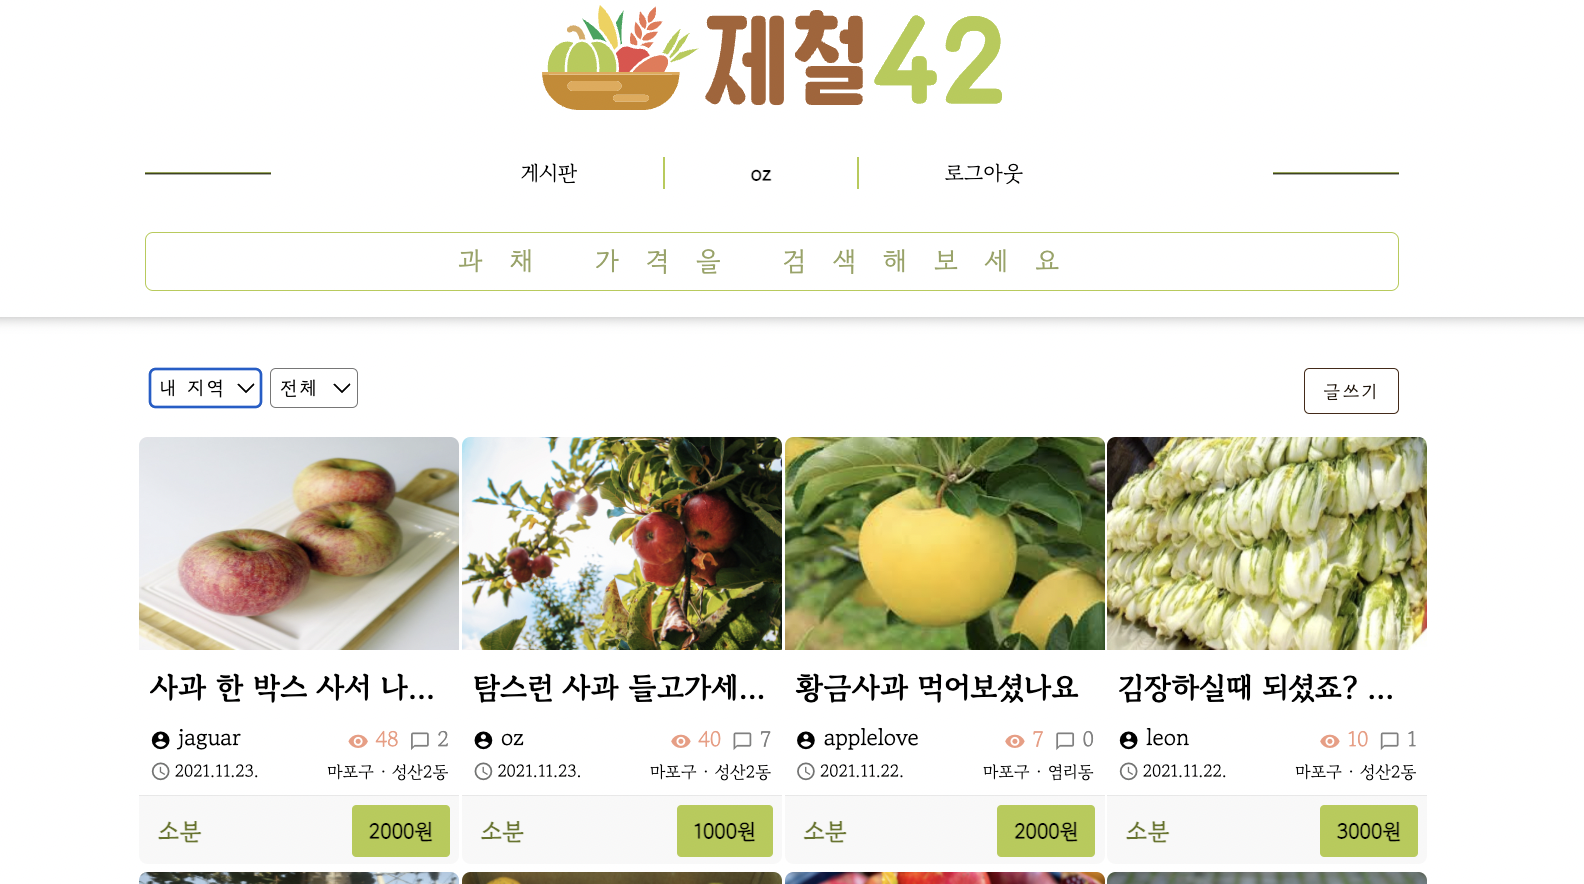 제철42
게시판 oz 로그아웃
과채 가격을 검색해보세요
내 지역 전체 글쓰기
사과 한 박스 사서 나...
jaguar 48 2
2021.11.23. 마포구 · 성산2동
소분 2000원
탐스런 사과 들고가세...
oz 40 7
2021.11.23. 마포구 · 성산2동
소분 1000원
황금사과 먹어보셨나요
applelove 7 0
2021.11.22. 마포구 · 염리동
소분 2000원
김장하실때 되셨죠? ...
leon 10 1
2021.11.22. 마포구 · 성산2동
소분 3000원